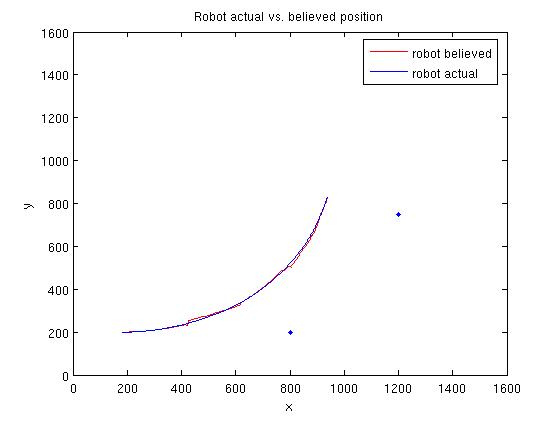 Robot actual vs. believed position
robot believed
robot actual
1600
1400
1200
1000
800
600
400
200
0
y
0 200 400 600 800 1000 1200 1400 1600
x